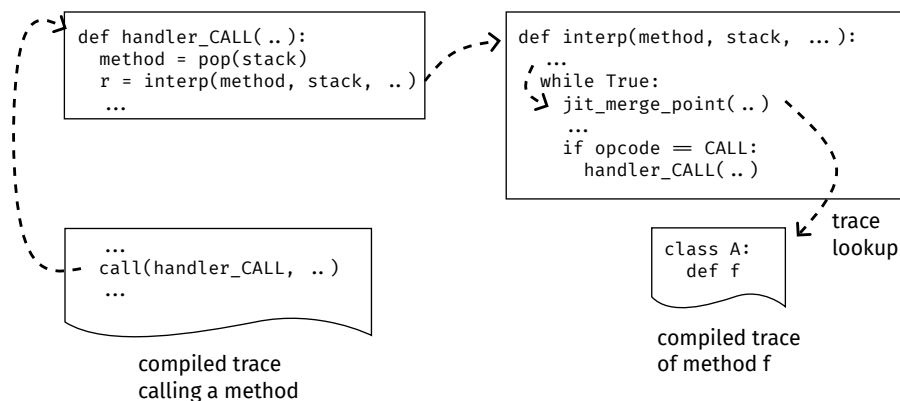 def handler_CALL(..):
method = pop(stack)
r = interp(method, stack, ..)
...
def interp(method, stack, ...):
...
while True:
jit_merge_point(..)
...
if opcode == CALL:
handler_CALL(..)
trace
lookup
...
call(handler_CALL, ..)
...
class A:
def f
compiled trace
calling a method
compiled trace
of method f